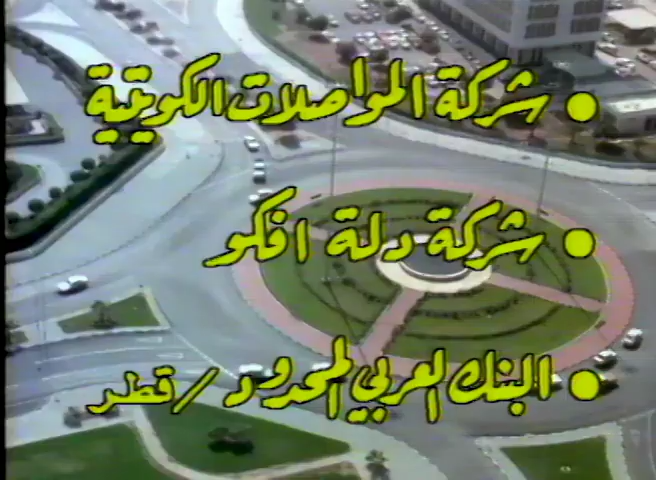 • شركة المواصلات الكويتية
• شركة دلة افكو
• البنك العربي المحدود / قطر